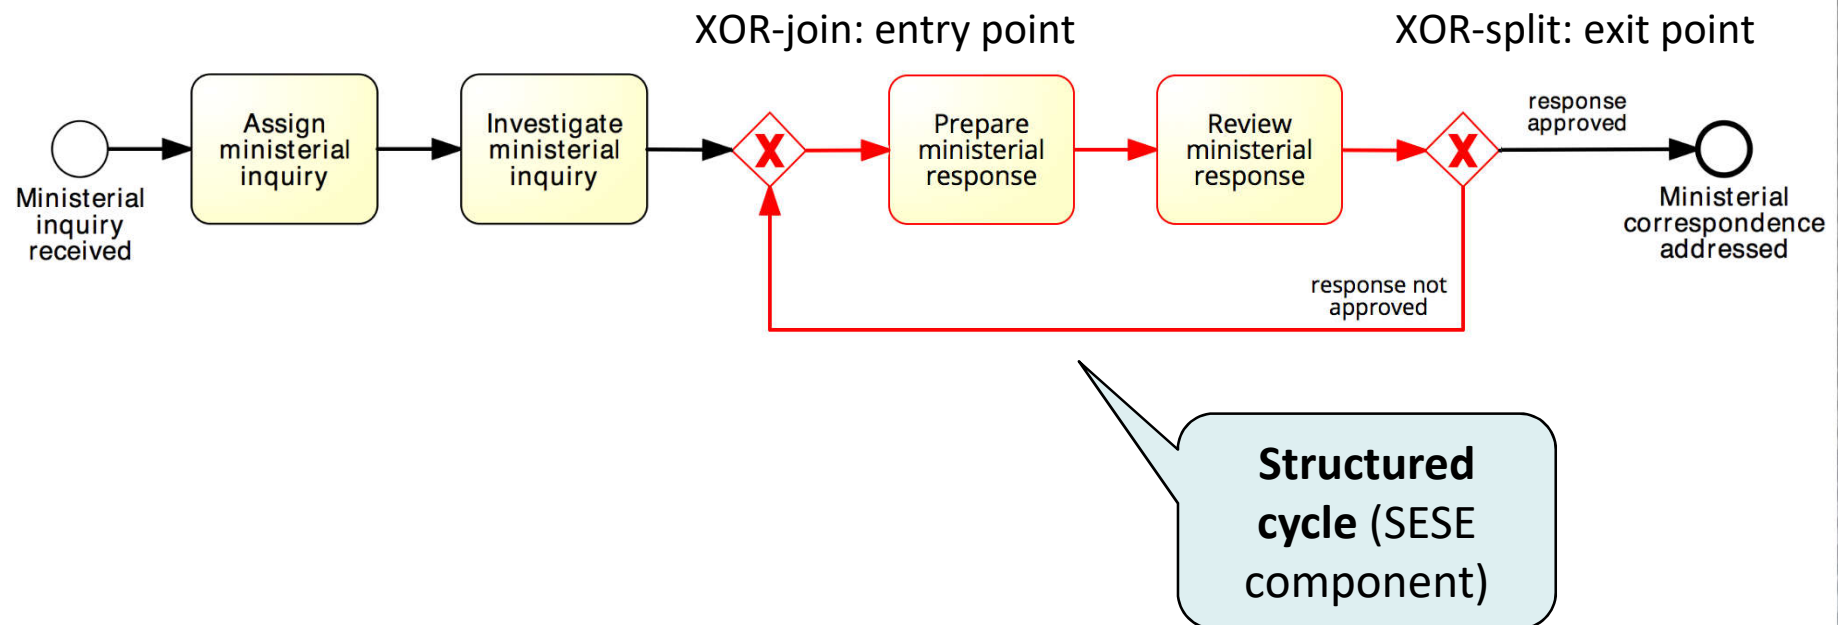 XOR-join: entry point
XOR-split: exit point
Ministerial
inquiry
received
Assign
ministerial
inquiry
Investigate
ministerial
inquiry
X
Prepare
ministerial
response
Review
ministerial
response
X
response
approved
Ministerial
correspondence
addressed
response not
approved
Structured
cycle (SESE
component)